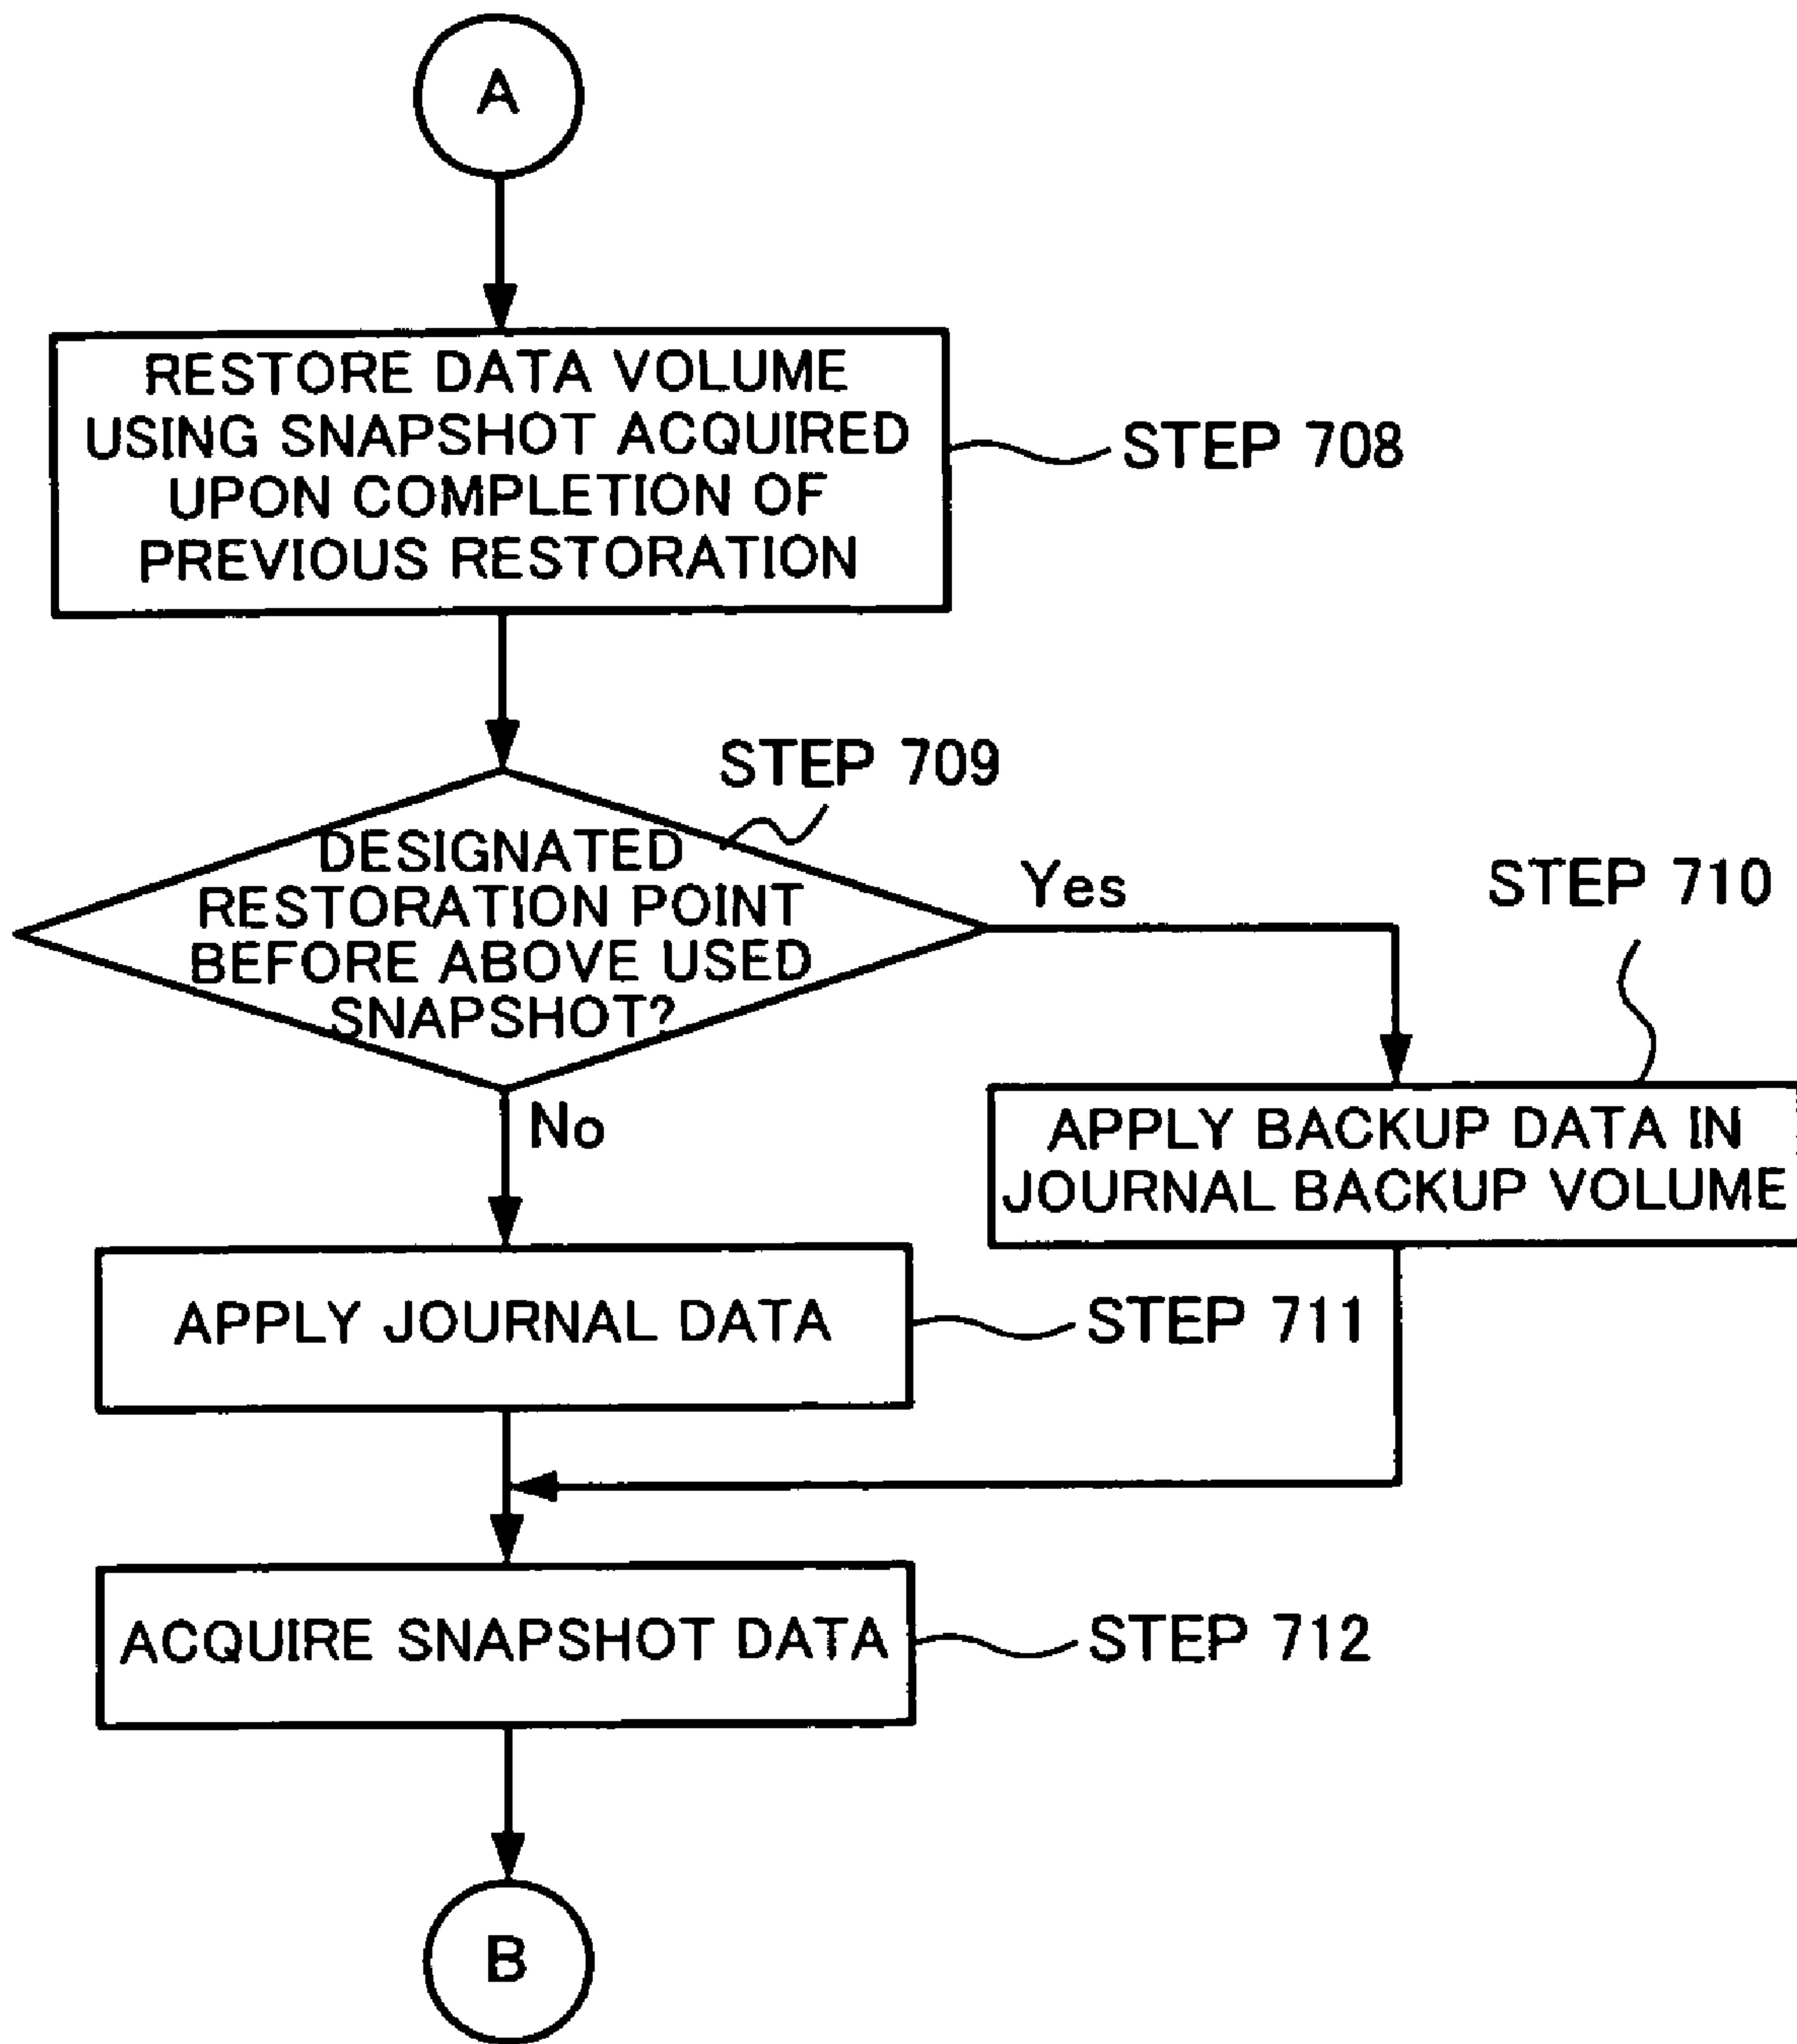 A
RESTORE DATA VOLUME
USING SNAPSHOT ACQUIRED
UPON COMPLETION OF
PREVIOUS RESTORATION
STEP 708
STEP 709
DESIGNATED
RESTORATION POINT
BEFORE ABOVE USED
SNAPSHOT?
Yes
STEP 710
No
APPLY BACKUP DATA IN
JOURNAL BACKUP VOLUME
APPLY JOURNAL DATA
STEP 711
ACQUIRE SNAPSHOT DATA
STEP 712
B